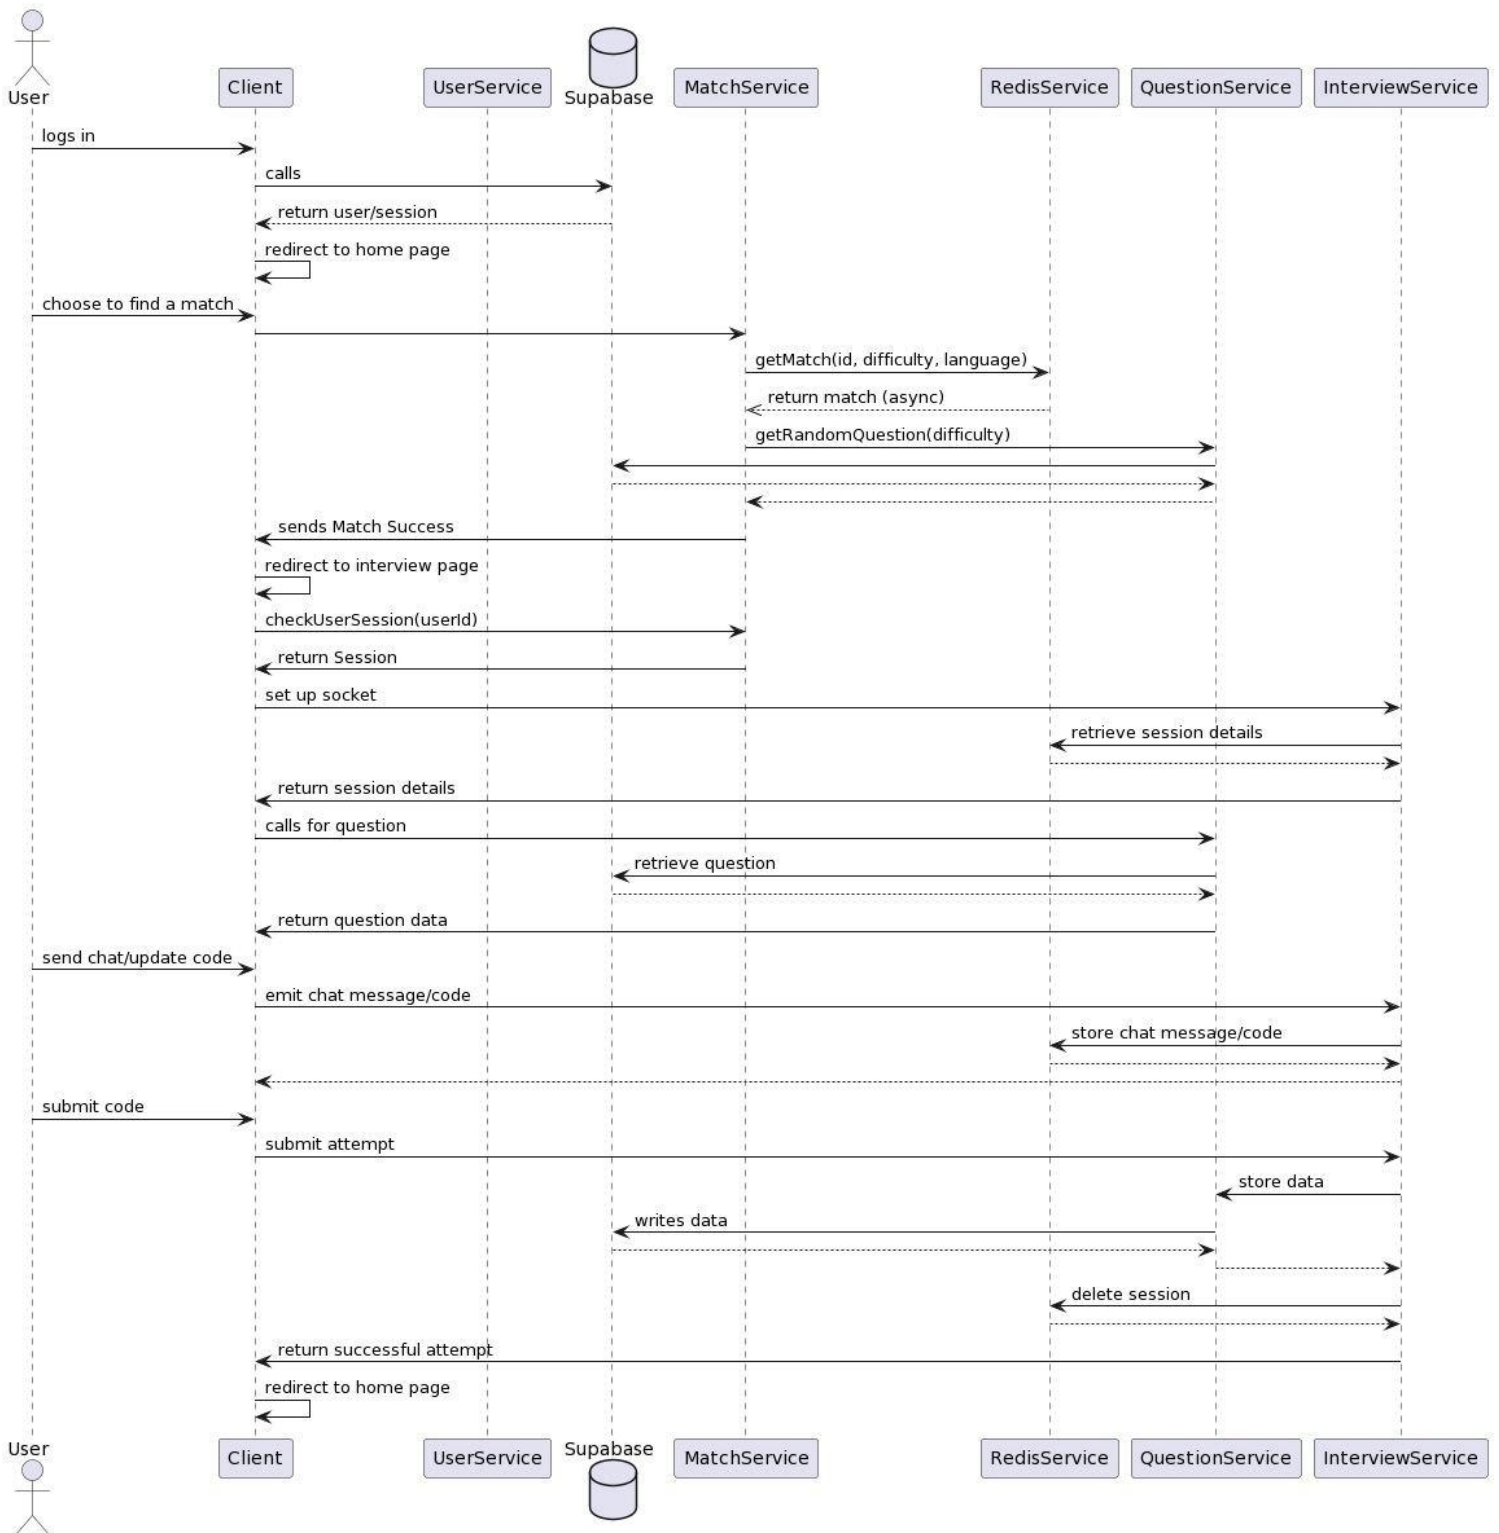 User
Client
UserService
Supabase
MatchService
RedisService
QuestionService
InterviewService
logs in
calls
return user/session
redirect to home page
choose to find a match
getMatch(id, difficulty, language)
return match (async)
getRandomQuestion(difficulty)
sends Match Success
redirect to interview page
checkUserSession(userId)
return Session
set up socket
retrieve session details
return session details
calls for question
retrieve question
return question data
send chat/update code
emit chat message/code
store chat message/code
submit code
submit attempt
store data
writes data
delete session
return successful attempt
redirect to home page
User
Client
UserService
Supabase
MatchService
RedisService
QuestionService
InterviewService